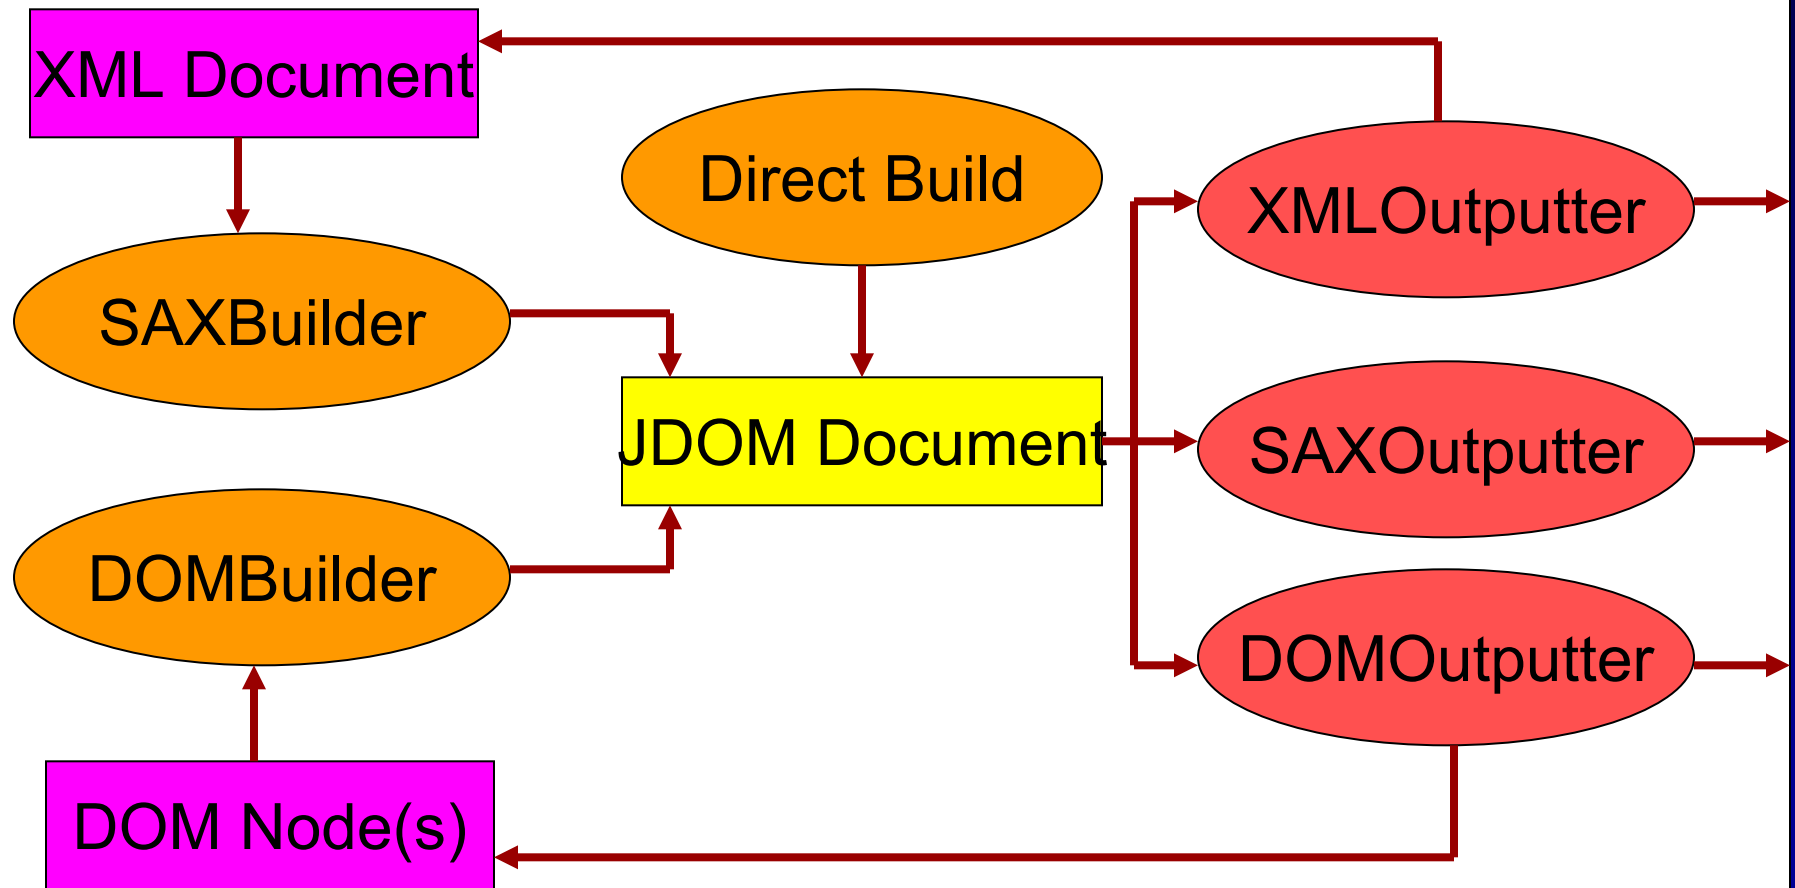 XML Document
Direct Build
XMLOutputter
SAXBuilder
JDOM Document
SAXOutputter
DOMBuilder
DOMOutputter
DOM Node(s)